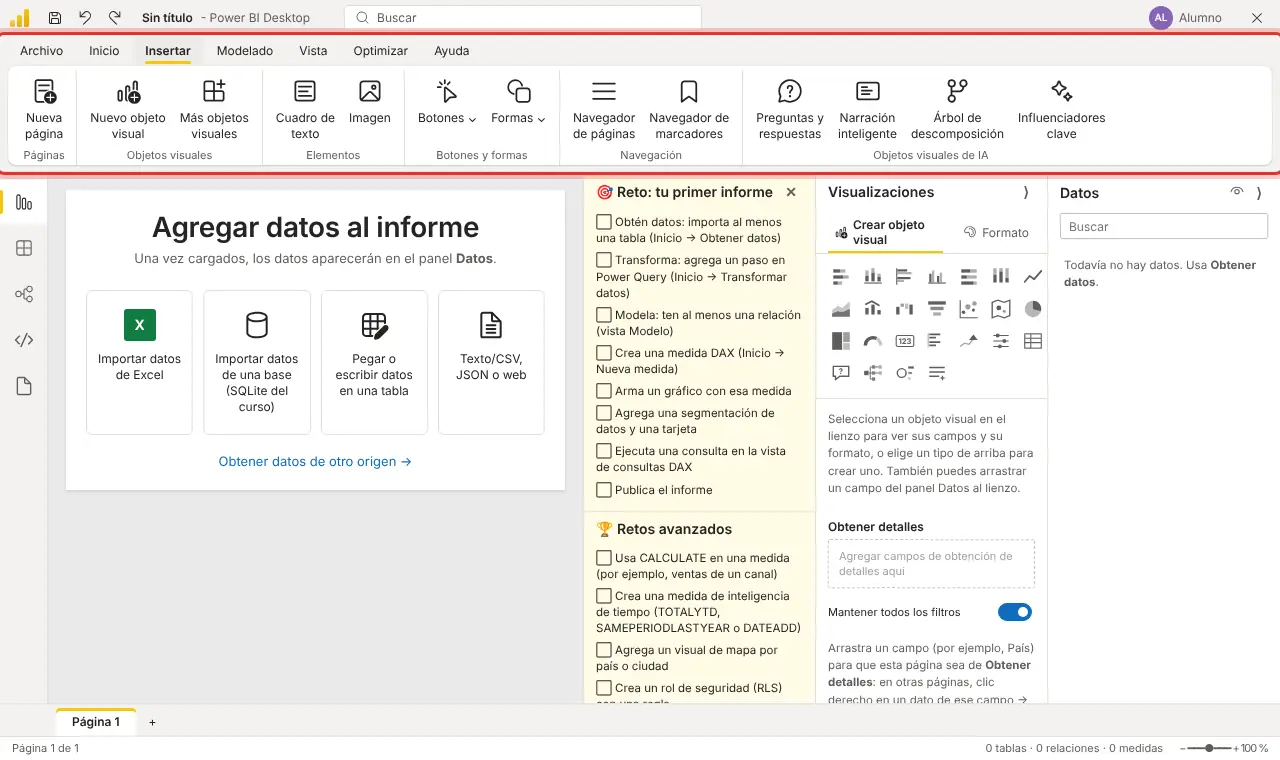 Sin título - Power BI Desktop
Buscar
AL Alumno
Archivo Inicio Insertar Modelado Vista Optimizar Ayuda
Nueva página
Páginas
Nuevo objeto visual
Más objetos visuales
Objetos visuales
Cuadro de texto
Imagen
Elementos
Botones
Formas
Botones y formas
Navegador de páginas
Navegador de marcadores
Navegación
Preguntas y respuestas
Narración inteligente
Árbol de descomposición
Influenciadores clave
Objetos visuales de IA
Agregar datos al informe
Una vez cargados, los datos aparecerán en el panel Datos.
X
Importar datos
de Excel
Importar datos
de una base
(SQLite del
curso)
Pegar o
escribir datos
en una tabla
Texto/CSV,
JSON o web
Obtener datos de otro origen →
🎯 Reto: tu primer informe ✕
Obtén datos: importa al menos
una tabla (Inicio → Obtener datos)
Transforma: agrega un paso en
Power Query (Inicio → Transformar
datos)
Modela: ten al menos una relación
(vista Modelo)
Crea una medida DAX (Inicio →
Nueva medida)
Arma un gráfico con esa medida
Agrega una segmentación de
datos y una tarjeta
Ejecuta una consulta en la vista
de consultas DAX
Publica el informe
🏆 Retos avanzados
Usa CALCULATE en una medida
(por ejemplo, ventas de un canal)
Crea una medida de inteligencia
de tiempo (TOTALYTD,
SAMEPERIODLASTYEAR o DATEADD)
Agrega un visual de mapa por
país o ciudad
Crea un rol de seguridad (RLS)
Visualizaciones
Crear objeto
visual
Formato
123
Selecciona un objeto visual en el
lienzo para ver sus campos y su
formato, o elige un tipo de arriba para
crear uno. También puedes arrastrar
un campo del panel Datos al lienzo.
Obtener detalles
Agregar campos de obtención de
detalles aquí
Mantener todos los filtros
Arrastra un campo (por ejemplo, País)
para que esta página sea de Obtener
detalles: en otras páginas, clic
derecho en un dato de ese campo →
Datos
Buscar
Todavía no hay datos. Usa Obtener
datos.
Página 1 +
Página 1 de 1
0 tablas · 0 relaciones · 0 medidas
− + 100 %